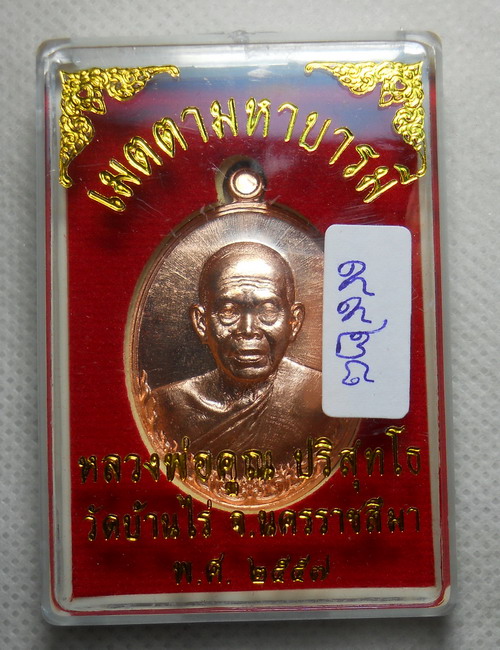 เมตตามหาบารมี
หลวงพ่อคูณ ปริสุทโธ
วัดบ้านไร่ จ.นครราชสีมา
พ.ศ. ๒๕๕๗